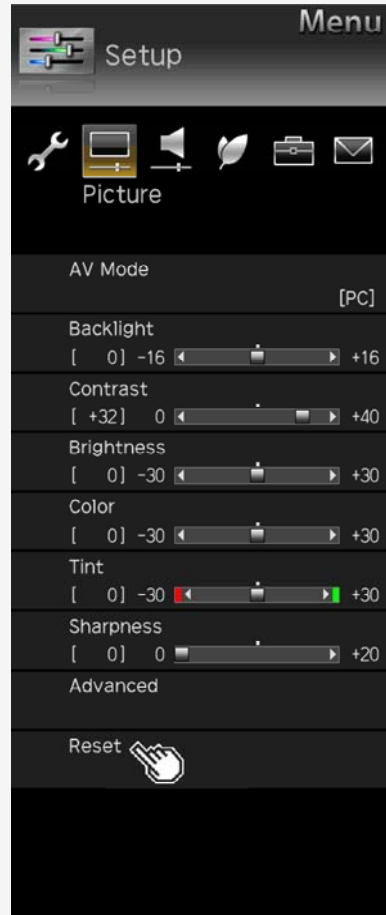 Menu
Setup
Picture
AV Mode
[PC]
Backlight
[ 0] -16 +16
Contrast
[ +32] 0 +40
Brightness
[ 0] -30 +30
Color
[ 0] -30 +30
Tint
[ 0] -30 +30
Sharpness
[ 0] 0 +20
Advanced
Reset